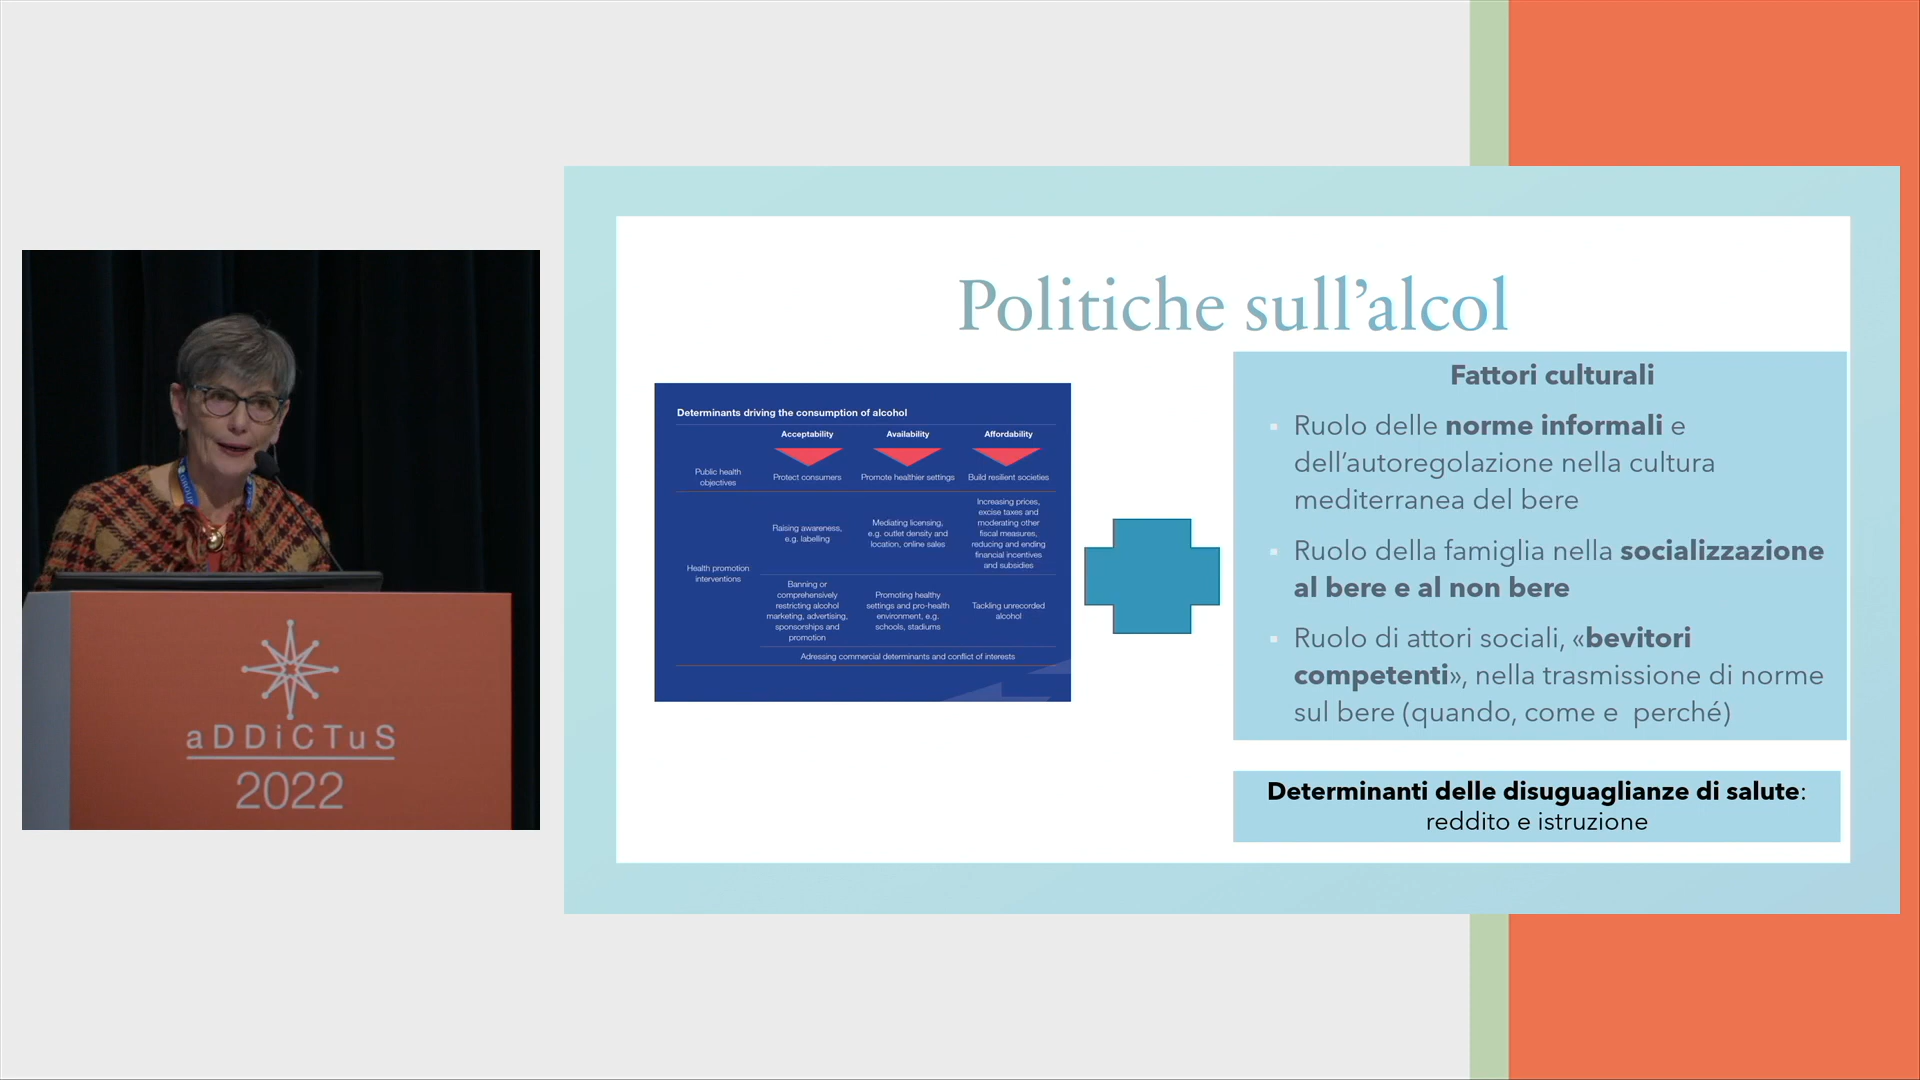 Politiche sull’alcol
Determinants driving the consumption of alcohol
Acceptability
Availability
Affordability
Public health
objectives
Protect consumers
Promote healthier settings
Build resilient societies
Health promotion
interventions
Raising awareness,
e.g. labelling
Mediating licensing,
e.g. outlet density and
location, online sales
Increasing prices,
excise taxes and
moderating other
fiscal measures,
reducing and ending
financial incentives
and subsidies
Banning or
comprehensively
restricting alcohol
marketing, advertising,
sponsorships and
promotion
Promoting healthy
settings and pro-health
environment, e.g.
schools, stadiums
Tackling unrecorded
alcohol
Adressing commercial determinants and conflict of interests
Fattori culturali
Ruolo delle norme informali e
dell’autoregolazione nella cultura
mediterranea del bere
Ruolo della famiglia nella socializzazione
al bere e al non bere
Ruolo di attori sociali, «bevitori
competenti», nella trasmissione di norme
sul bere (quando, come e perché)
Determinanti delle disuguaglianze di salute:
reddito e istruzione
aDDiCTuS
2022